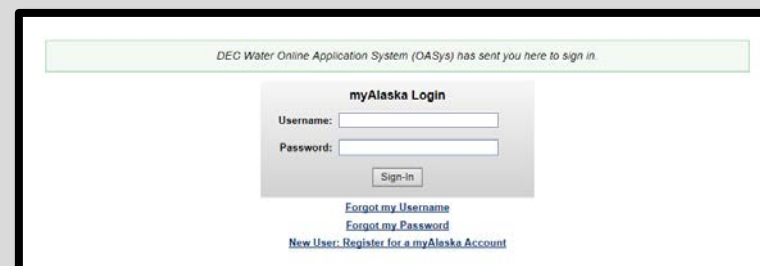 DEC Water Online Application System (OASys) has sent you here to sign in.
myAlaska Login
Username:
Password:
Sign-In
Forgot my Username
Forgot my Password
New User: Register for a myAlaska Account